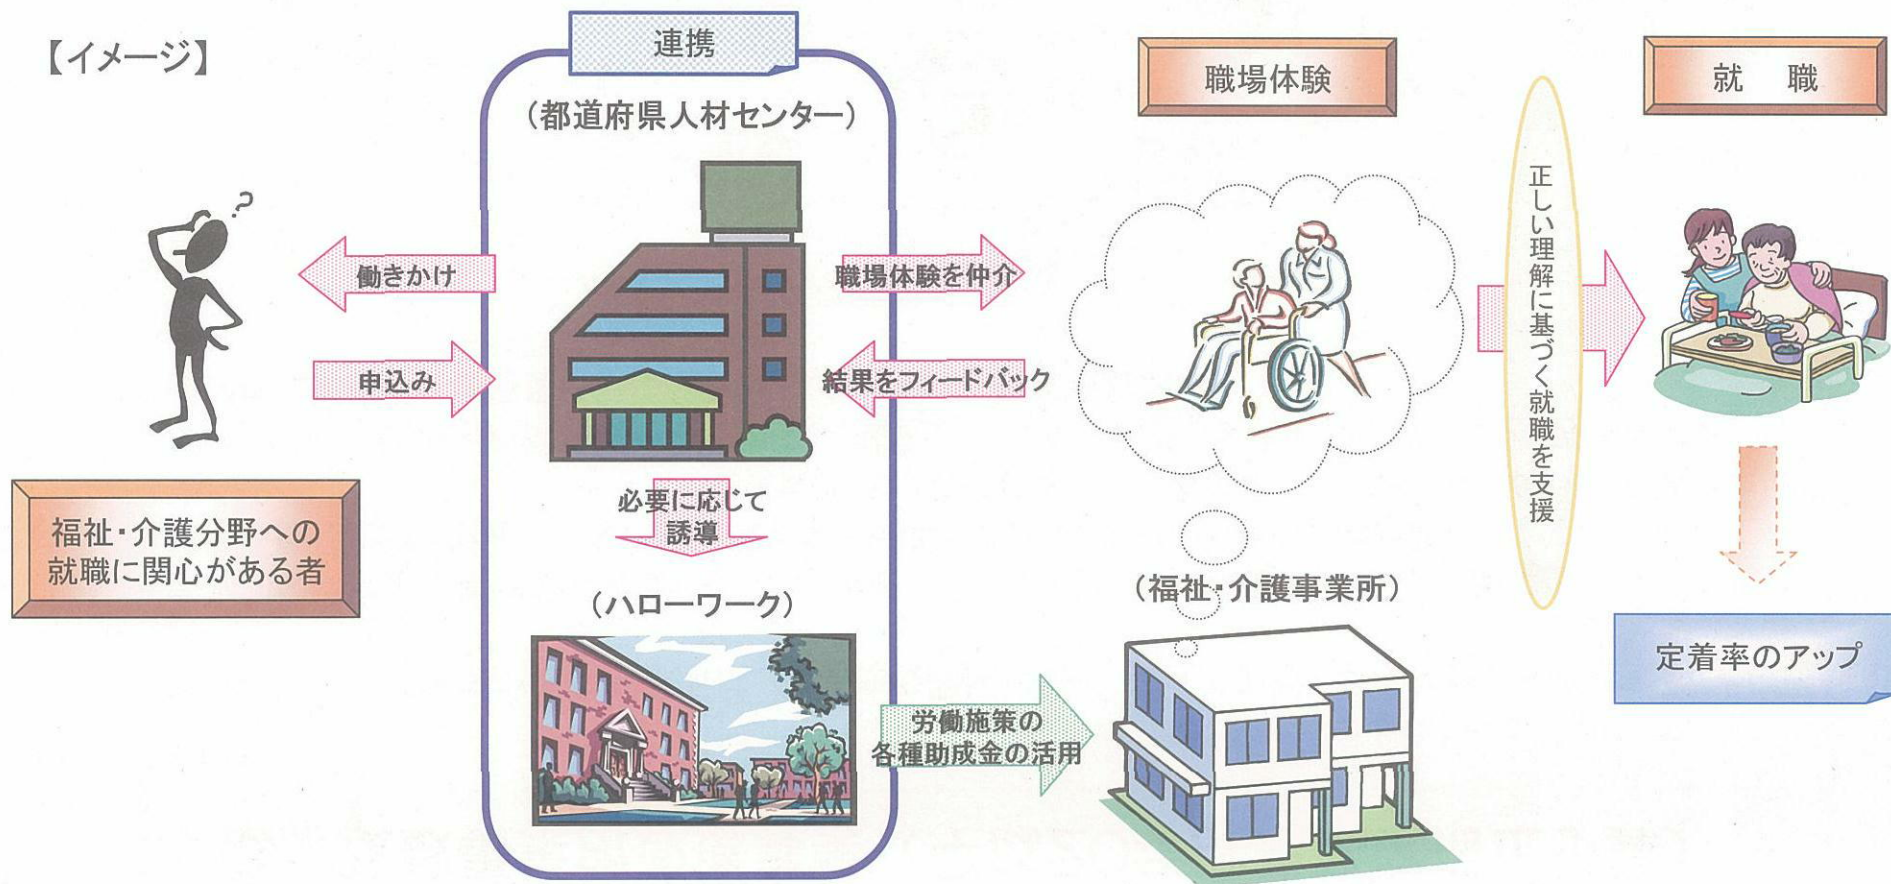 【イメージ】
連携
(都道府県人材センター)
職場体験
就　職
?
働きかけ
申込み
職場体験を仲介
結果をフィードバック
正しい理解に基づく就職を支援
福祉・介護分野への
就職に関心がある者
必要に応じて
誘導
(ハローワーク)
(福祉・介護事業所)
労働施策の
各種助成金の活用
定着率のアップ